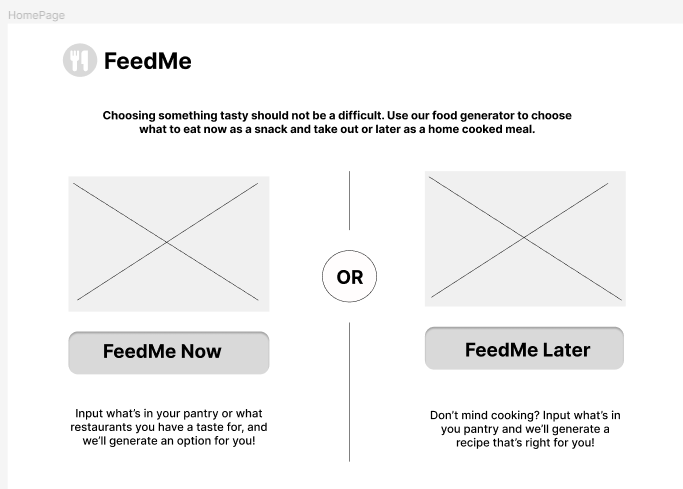 HomePage
FeedMe
Choosing something tasty should not be a difficult. Use our food generator to choose
what to eat now as a snack and take out or later as a home cooked meal.
OR
FeedMe Now
FeedMe Later
Input what's in your pantry or what
restaurants you have a taste for, and
we'll generate an option for you!
Don't mind cooking? Input what's in
you pantry and we'll generate a
recipe that's right for you!